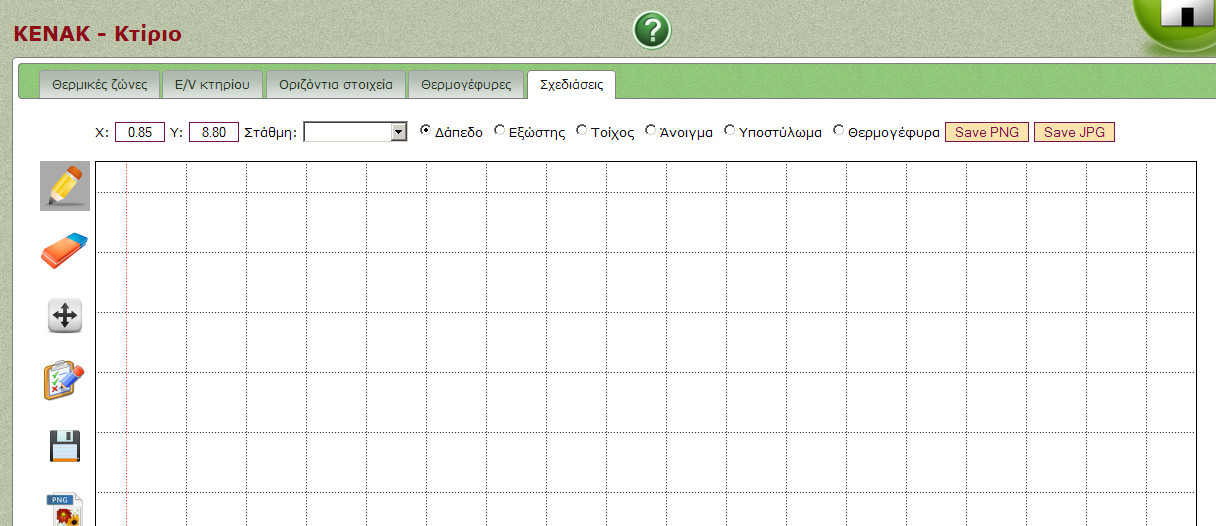 KENAK - Κτίριο
?
Θερμικές ζώνες E/V κτηρίου Οριζόντια στοιχεία Θερμογέφυρες Σχεδιάσεις
X: 0.85 Y: 8.80 Στάθμη: Δάπεδο Εξώστης Τοίχος Άνοιγμα Υποστύλωμα Θερμογέφυρα Save PNG Save JPG
PNG